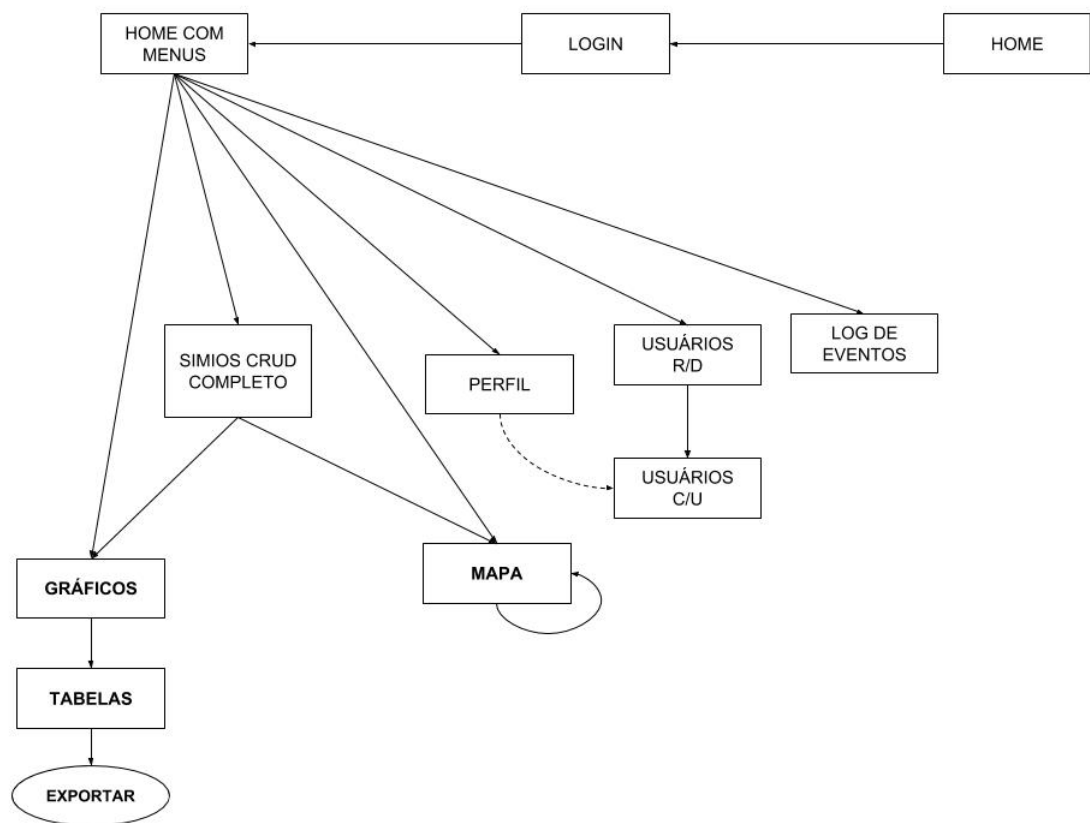 HOME COM
MENUS
LOGIN
HOME
SIMIOS CRUD
COMPLETO
PERFIL
USUÁRIOS
R/D
LOG DE
EVENTOS
USUÁRIOS
C/U
GRÁFICOS
MAPA
TABELAS
EXPORTAR